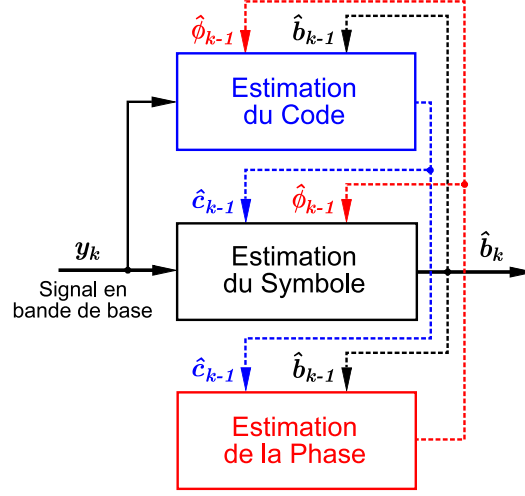 ϕ̂ₖ₋₁ b̂ₖ₋₁
Estimation
du Code
ĉₖ₋₁ ϕ̂ₖ₋₁
yₖ
Estimation
du Symbole
b̂ₖ
Signal en
bande de base
ĉₖ₋₁ b̂ₖ₋₁
Estimation
de la Phase